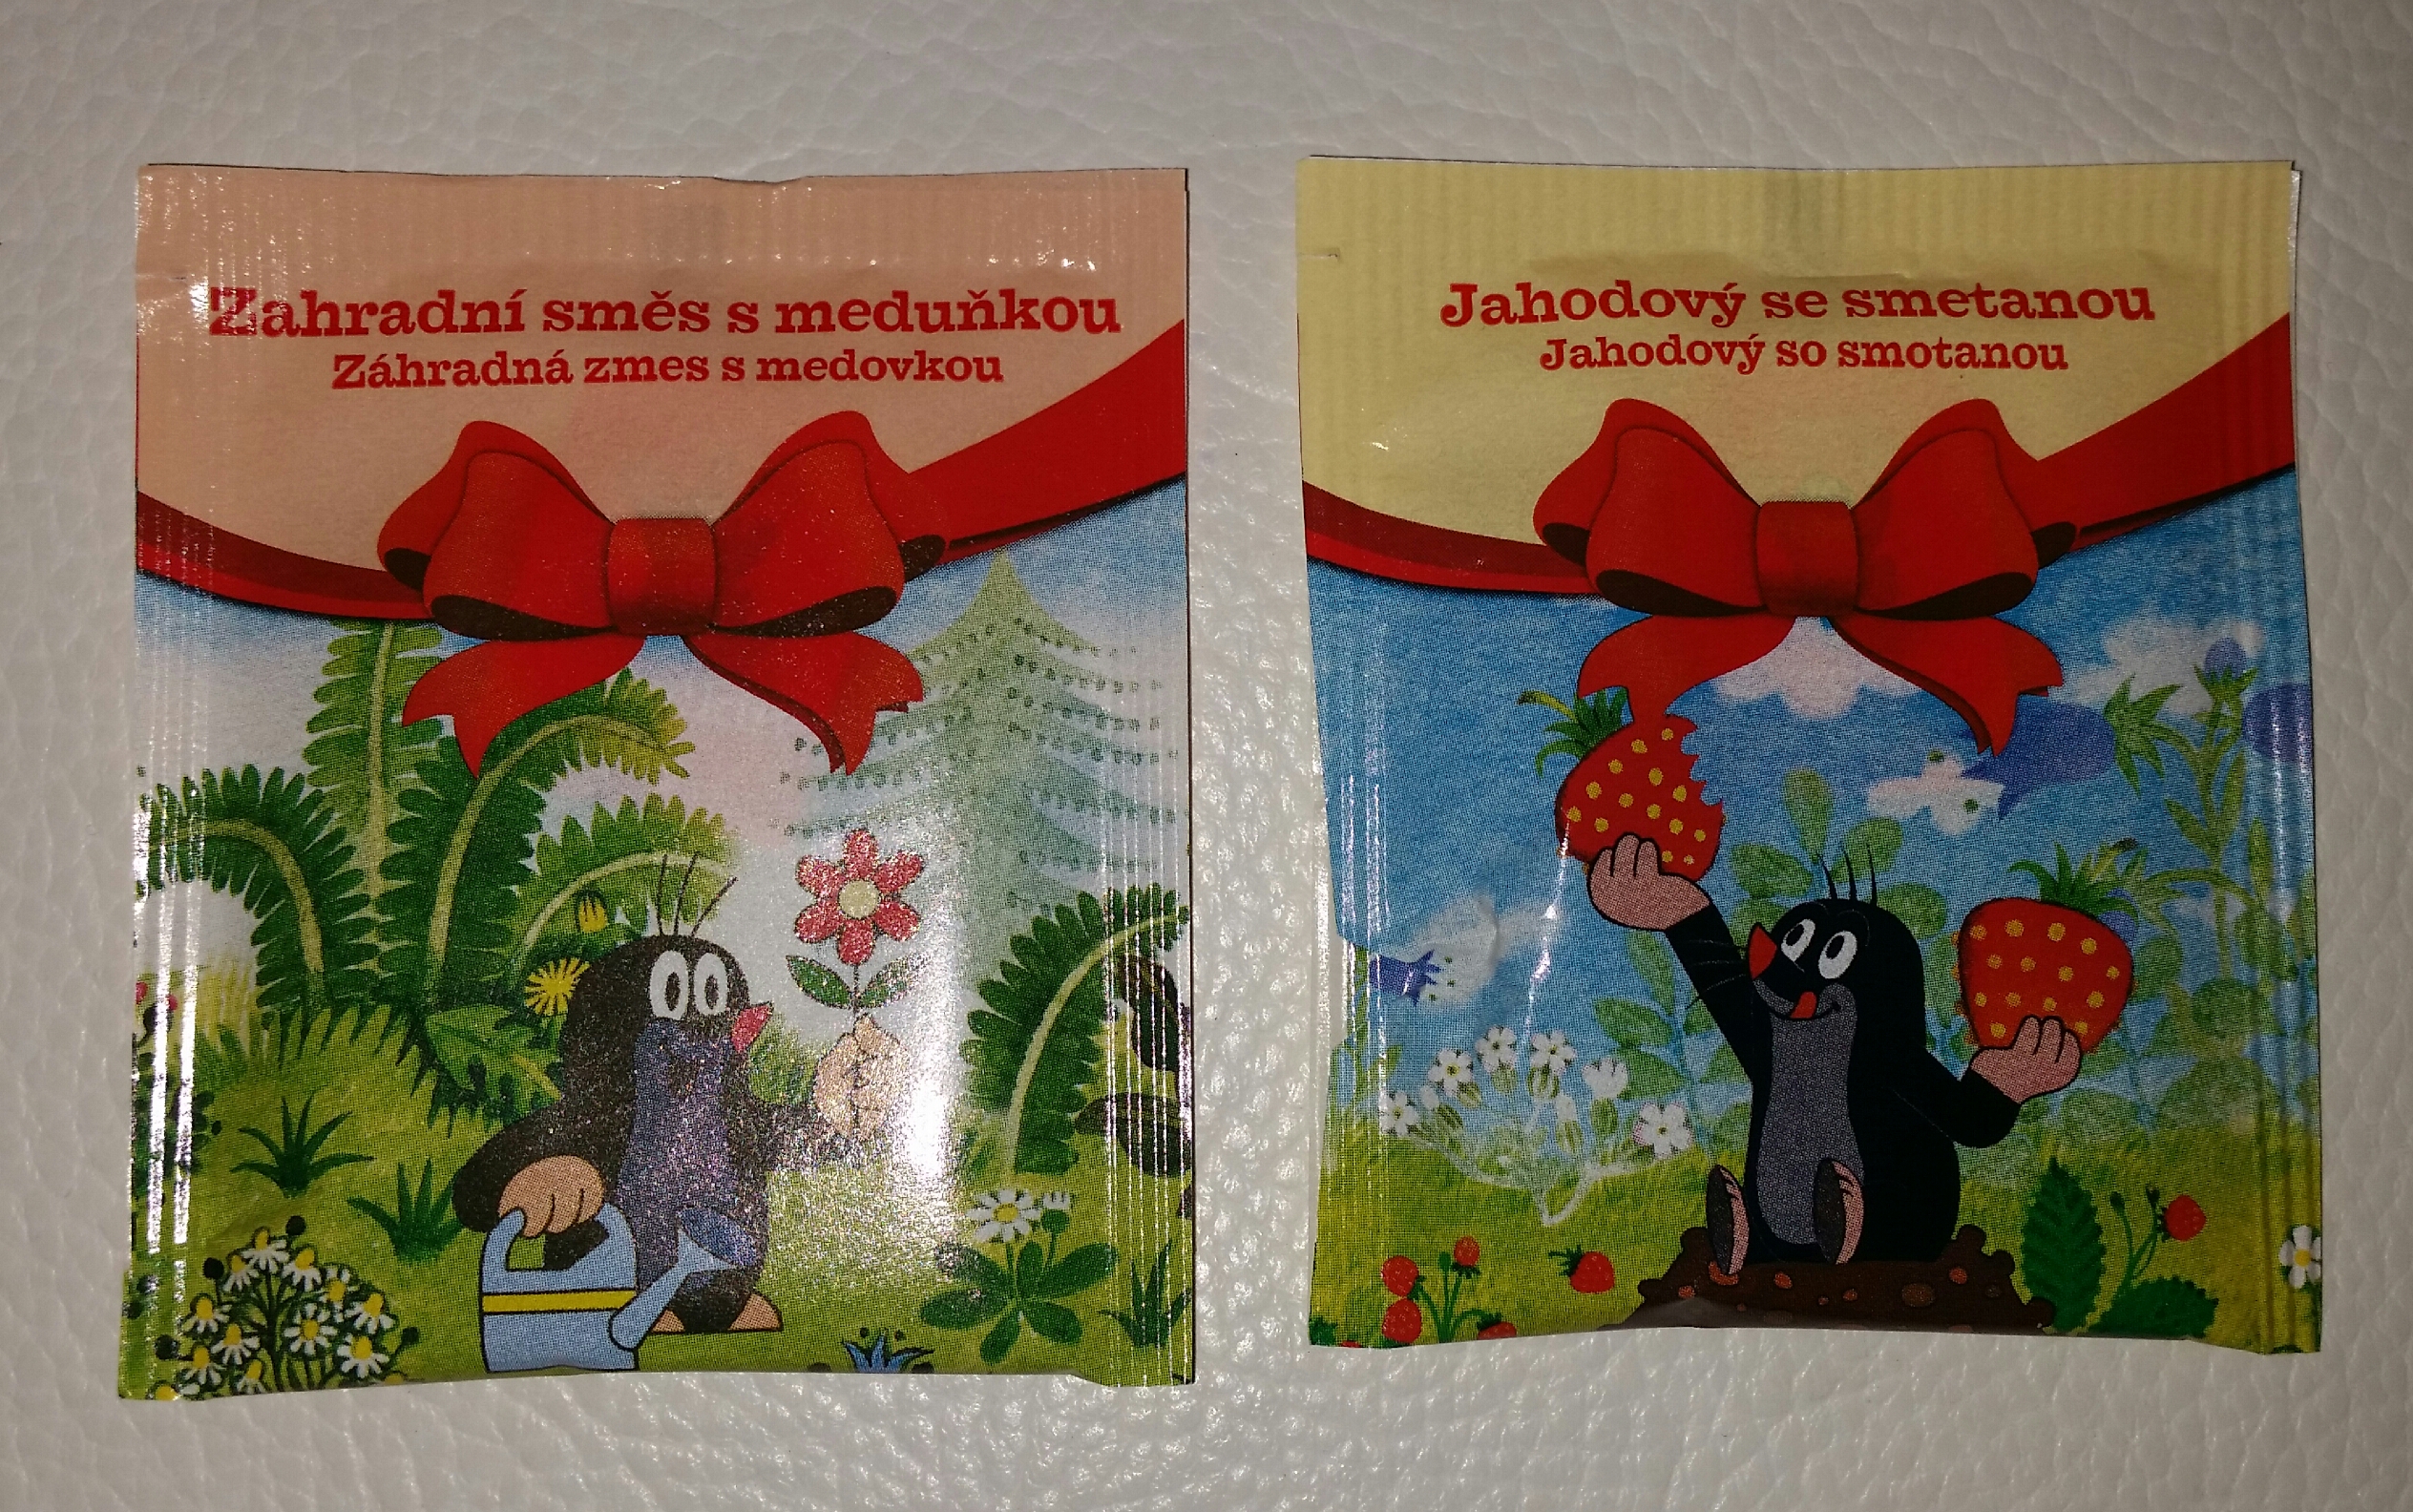 Zahradní směs s meduňkou
Záhradná zmes s medovkou
Jahodový se smetanou
Jahodový so smotanou